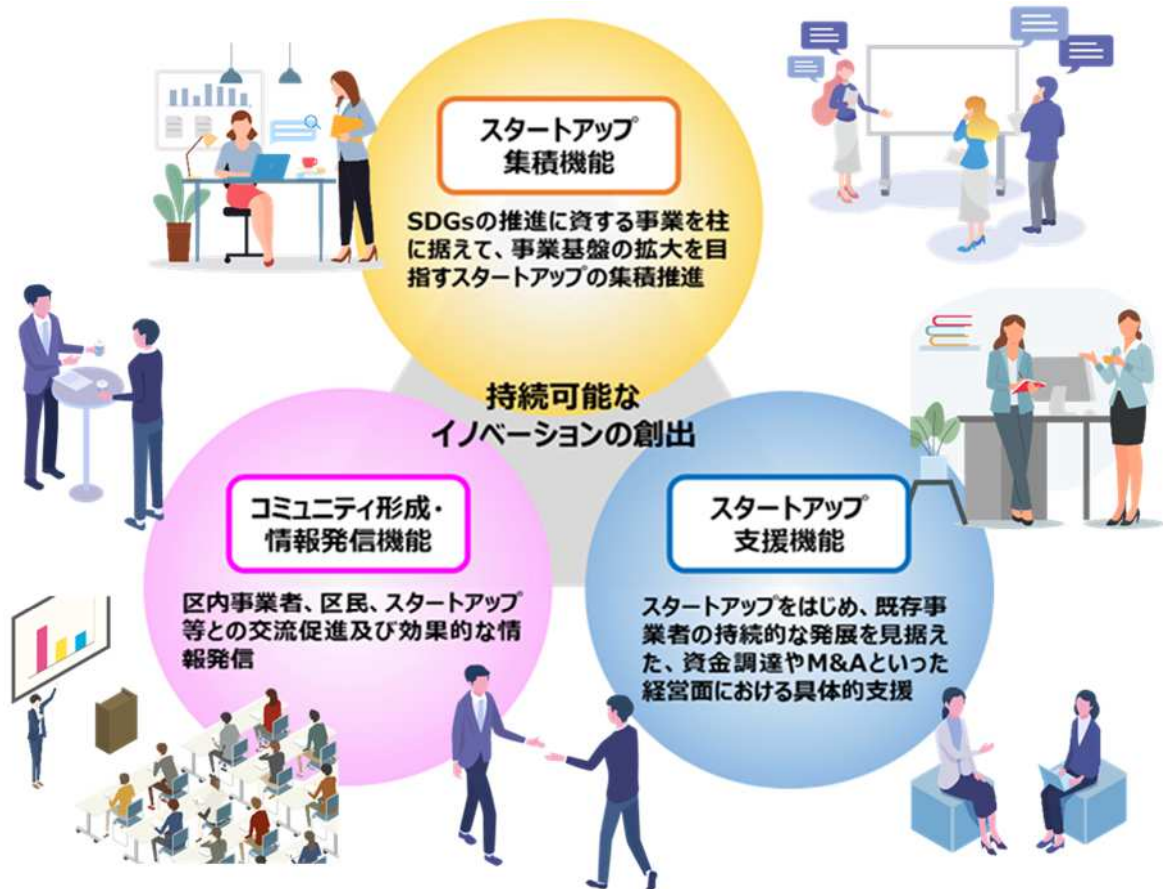 スタートアップ
集積機能
SDGsの推進に資する事業を柱
に据えて、事業基盤の拡大を目
指すスタートアップの集積推進
持続可能な
イノベーションの創出
コミュニティ形成・
情報発信機能
区内事業者、区民、スタートアップ
等との交流促進及び効果的な情
報発信
スタートアップ
支援機能
スタートアップをはじめ、既存事
業者の持続的な発展を見据え
た、資金調達やM&Aといった
経営面における具体的支援